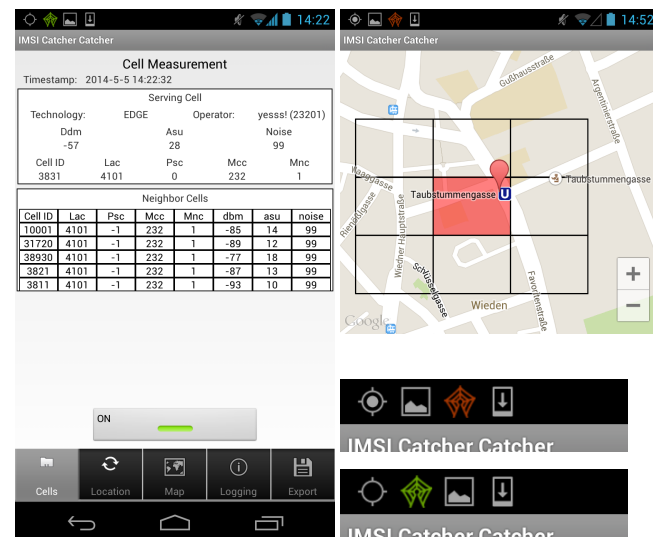 14:22
IMSI Catcher Catcher
Cell Measurement
Timestamp: 2014-5-5 14:22:32
Serving Cell
Technology: EDGE Operator: yesss! (23201)
Ddm Asu Noise
-57 28 99
Cell ID Lac Psc Mcc Mnc
3831 4101 0 232 1
Neighbor Cells
Cell ID Lac Psc Mcc Mnc dbm asu noise
10001 4101 -1 232 1 -85 14 99
31720 4101 -1 232 1 -89 12 99
38930 4101 -1 232 1 -77 18 99
3821 4101 -1 232 1 -87 13 99
3811 4101 -1 232 1 -93 10 99
ON
Cells Location Map Logging Export
14:52
IMSI Catcher Catcher
Gußhausstraße
Argentinierstraße
Waaggasse
Taubstummengasse
U
Taubstummengasse
Rienößlgasse
Wiedner Hauptstraße
Schlüsselgasse
Favoritenstraße
Wieden
+
−
Google
IMSI Catcher Catcher
IMSI Catcher Catcher